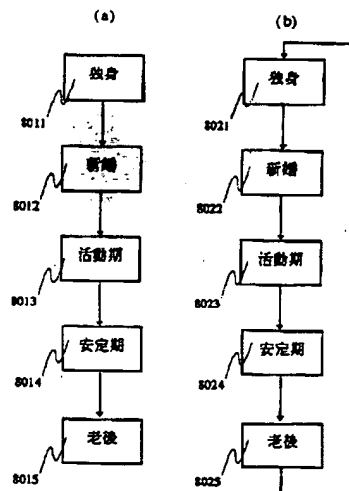 (a)
独身
8011
新婚
8012
活動期
8013
安定期
8014
老後
8015
(b)
独身
8021
新婚
8022
活動期
8023
安定期
8024
老後
8025